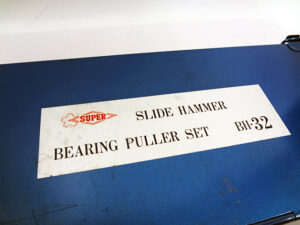 SUPER SLIDE HAMMER
BEARING PULLER SET BH-32